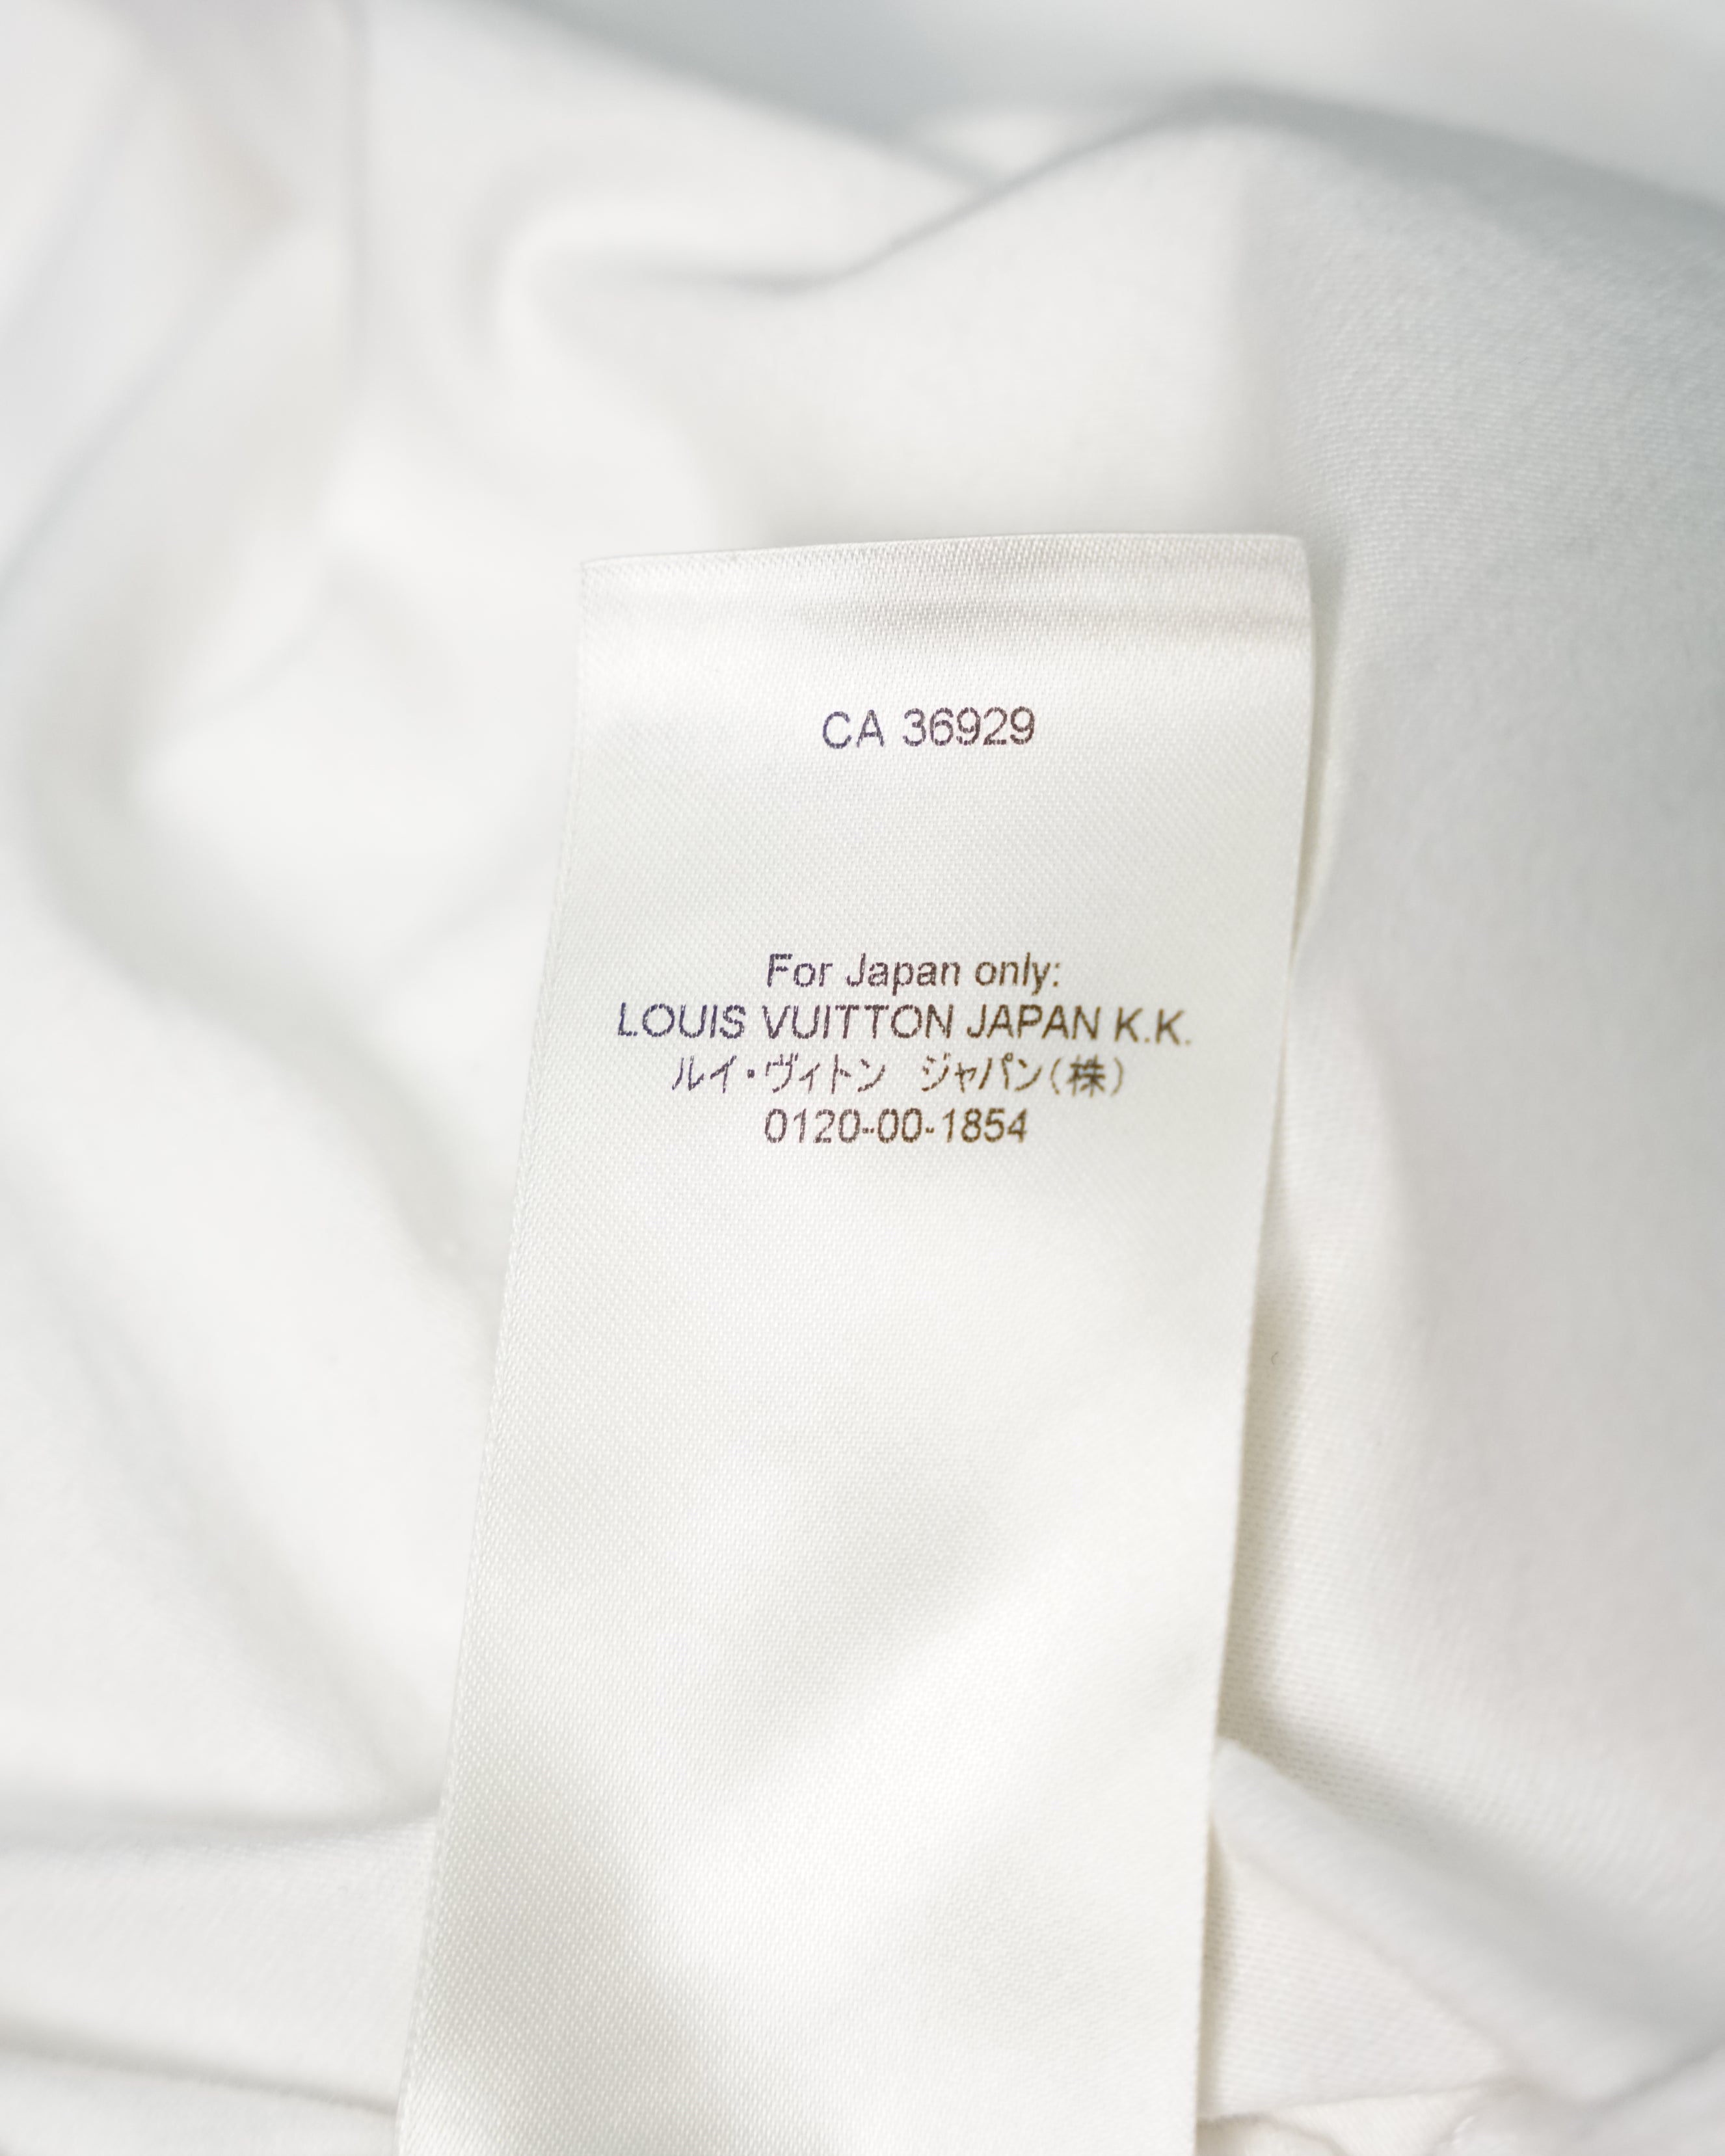 CA 36929
For Japan only:
LOUIS VUITTON JAPAN K.K.
ルイ・ヴィトン ジャパン(株)
0120-00-1854